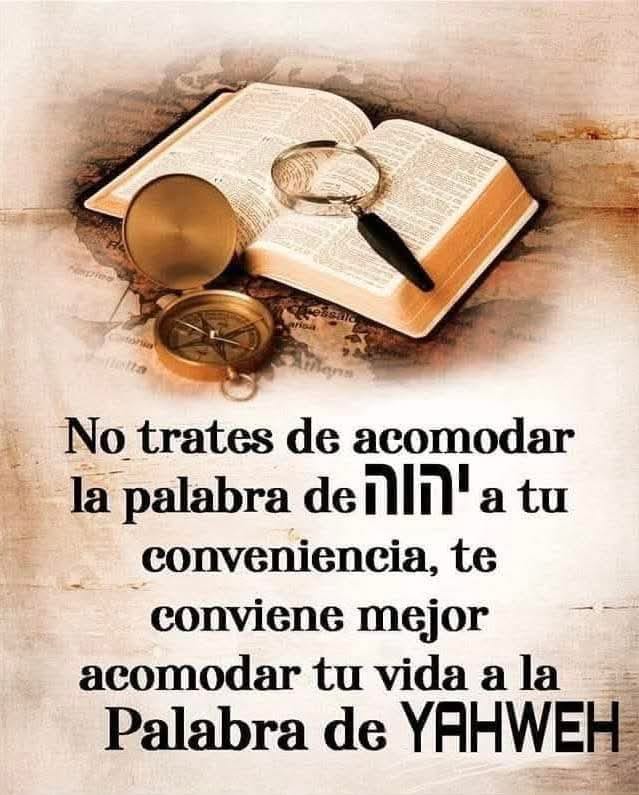 No trates de acomodar
la palabra de יהוה a tu
conveniencia, te
conviene mejor
acomodar tu vida a la
Palabra de YAHWEH